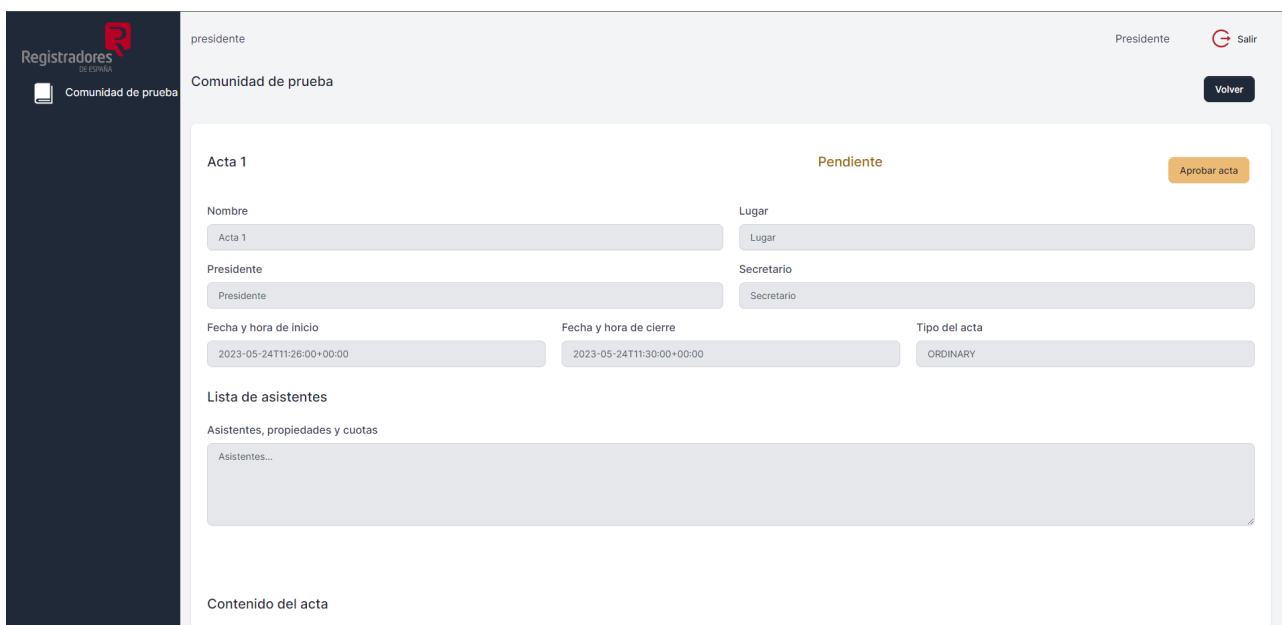 Registradores
DE ESPAÑA
Comunidad de prueba
presidente
Presidente
Salir
Comunidad de prueba
Volver
Acta 1
Pendiente
Aprobar acta
Nombre
Lugar
Acta 1
Lugar
Presidente
Secretario
Presidente
Secretario
Fecha y hora de inicio
Fecha y hora de cierre
Tipo del acta
2023-05-24T11:26:00+00:00
2023-05-24T11:30:00+00:00
ORDINARY
Lista de asistentes
Asistentes, propiedades y cuotas
Asistentes...
Contenido del acta